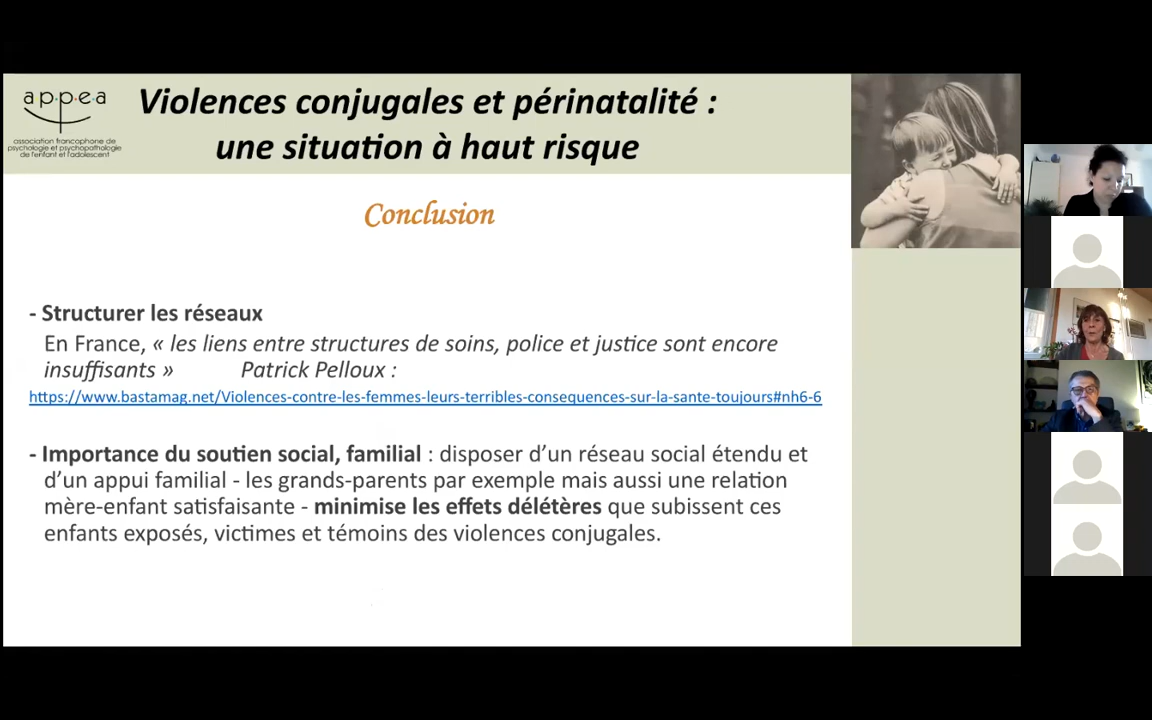 appea
association francophone de
psychologie et psychopathologie
de l'enfant et l'adolescent
Violences conjugales et périnatalité :
une situation à haut risque
Conclusion
- Structurer les réseaux
En France, « les liens entre structures de soins, police et justice sont encore
insuffisants » Patrick Pelloux :
https://www.bastamag.net/Violences-contre-les-femmes-leurs-terribles-consequences-sur-la-sante-toujours#nh6-6
- Importance du soutien social, familial : disposer d’un réseau social étendu et
d’un appui familial - les grands-parents par exemple mais aussi une relation
mère-enfant satisfaisante - minimise les effets délétères que subissent ces
enfants exposés, victimes et témoins des violences conjugales.